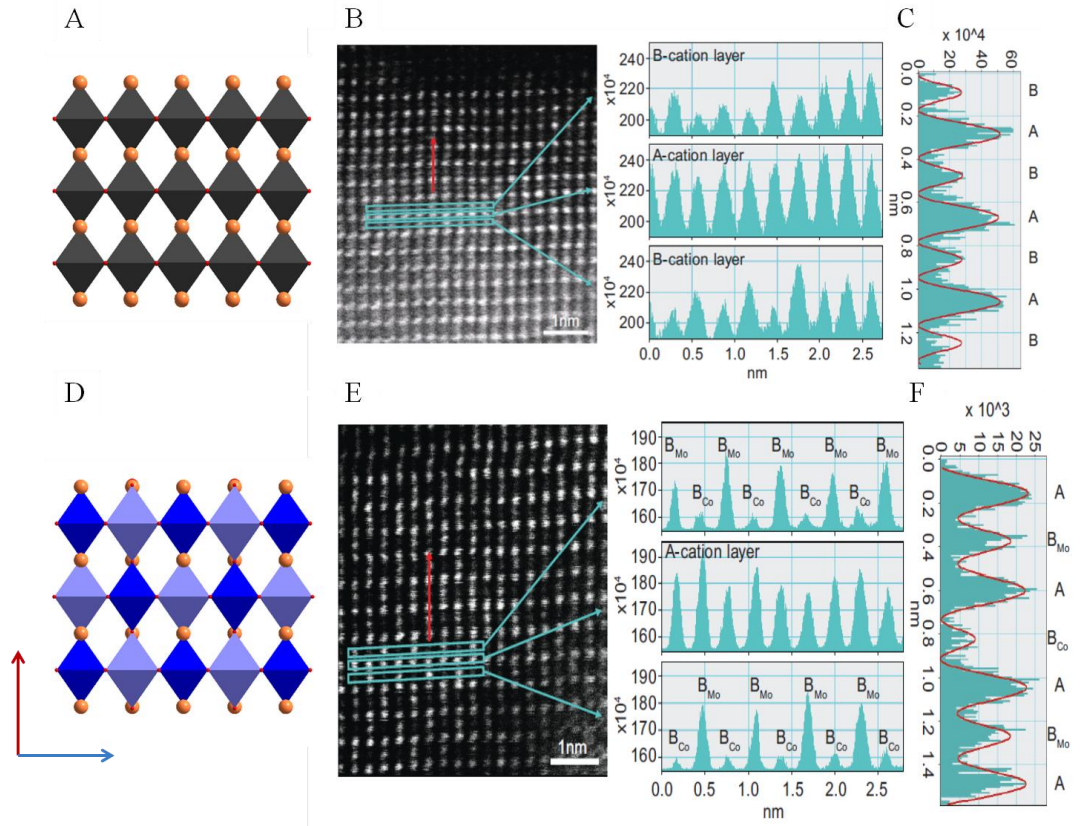 A
B
C
x 10^4
20 40 60
B-cation layer
x10^4
240
220
200
A-cation layer
x10^4
240
220
200
B-cation layer
x10^4
240
220
200
0.0 0.5 1.0 1.5 2.0 2.5
nm
1nm
0.0
0.2
0.4
0.6
0.8
1.0
1.2
nm
B
A
B
A
B
A
B
D
E
F
x 10^3
0 5 10 15 20 25
x10^4
190
180
170
160
B_Mo B_Mo B_Mo B_Mo B_Mo
B_Co B_Co B_Co B_Co
A-cation layer
x10^4
190
180
170
160
x10^4
190
180
170
160
B_Mo B_Mo B_Mo B_Mo
B_Co B_Co B_Co B_Co B_Co
0.0 0.5 1.0 1.5 2.0 2.5
nm
1nm
0.0
0.2
0.4
0.6
0.8
1.0
1.2
1.4
nm
A
B_Mo
A
B_Co
A
B_Mo
A